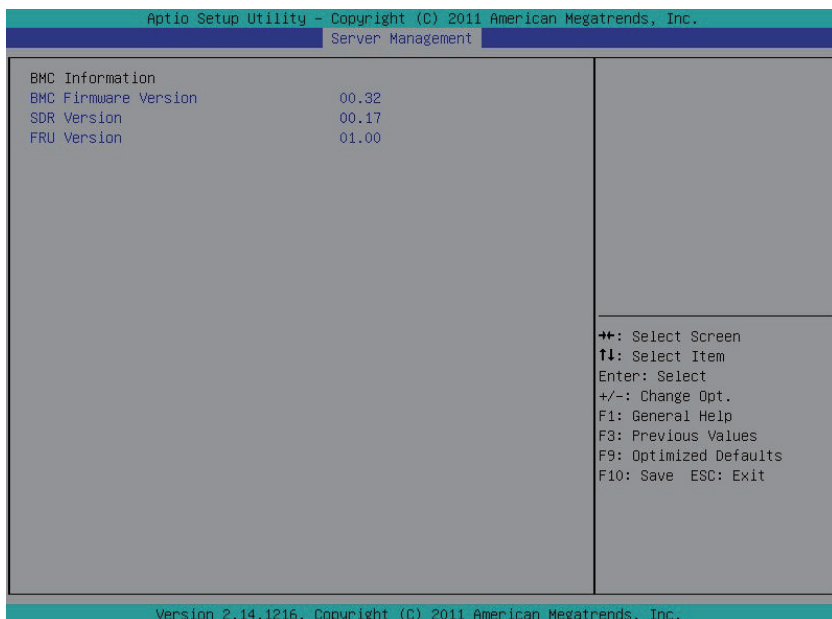 Aptio Setup Utility - Copyright (C) 2011 American Megatrends, Inc.
Server Management
BMC Information
BMC Firmware Version 00.32
SDR Version 00.17
FRU Version 01.00
→←: Select Screen
↑↓: Select Item
Enter: Select
+/-: Change Opt.
F1: General Help
F3: Previous Values
F9: Optimized Defaults
F10: Save ESC: Exit
Version 2.14.1216. Copyright (C) 2011 American Megatrends, Inc.